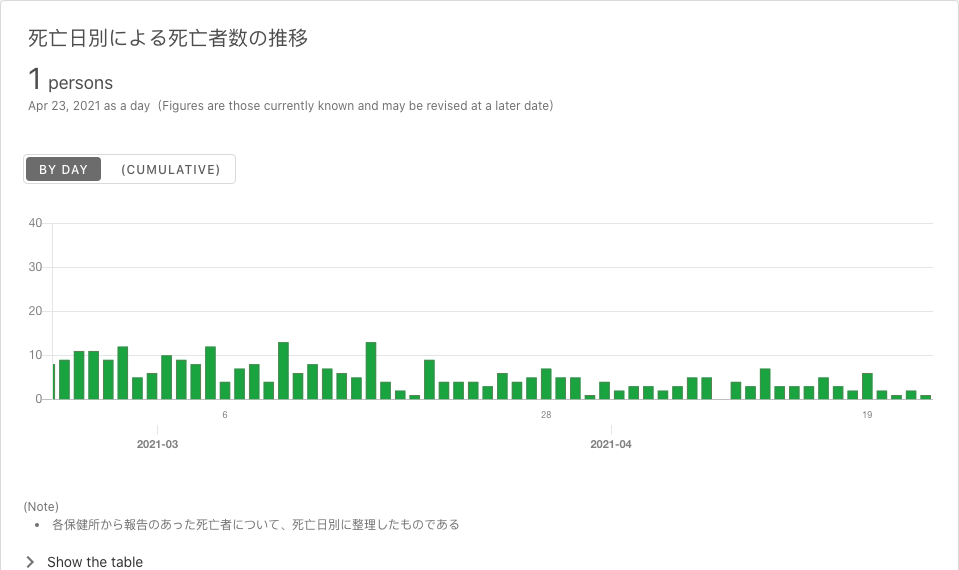 死亡日別による死亡者数の推移
1 persons
Apr 23, 2021 as a day（Figures are those currently known and may be revised at a later date）
BY DAY (CUMULATIVE)
40
30
20
10
0
6 28 19
2021-03 2021-04
(Note)
• 各保健所から報告のあった死亡者について、死亡日別に整理したものである
Show the table